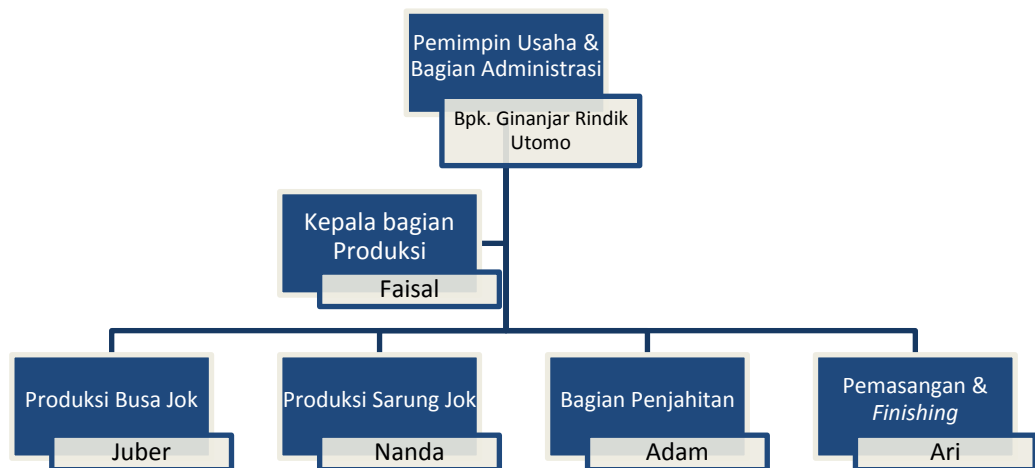 Pemimpin Usaha &
Bagian Administrasi
Bpk. Ginanjar Rindik
Utomo
Kepala bagian
Produksi
Faisal
Produksi Busa Jok
Juber
Produksi Sarung Jok
Nanda
Bagian Penjahitan
Adam
Pemasangan &
Finishing
Ari